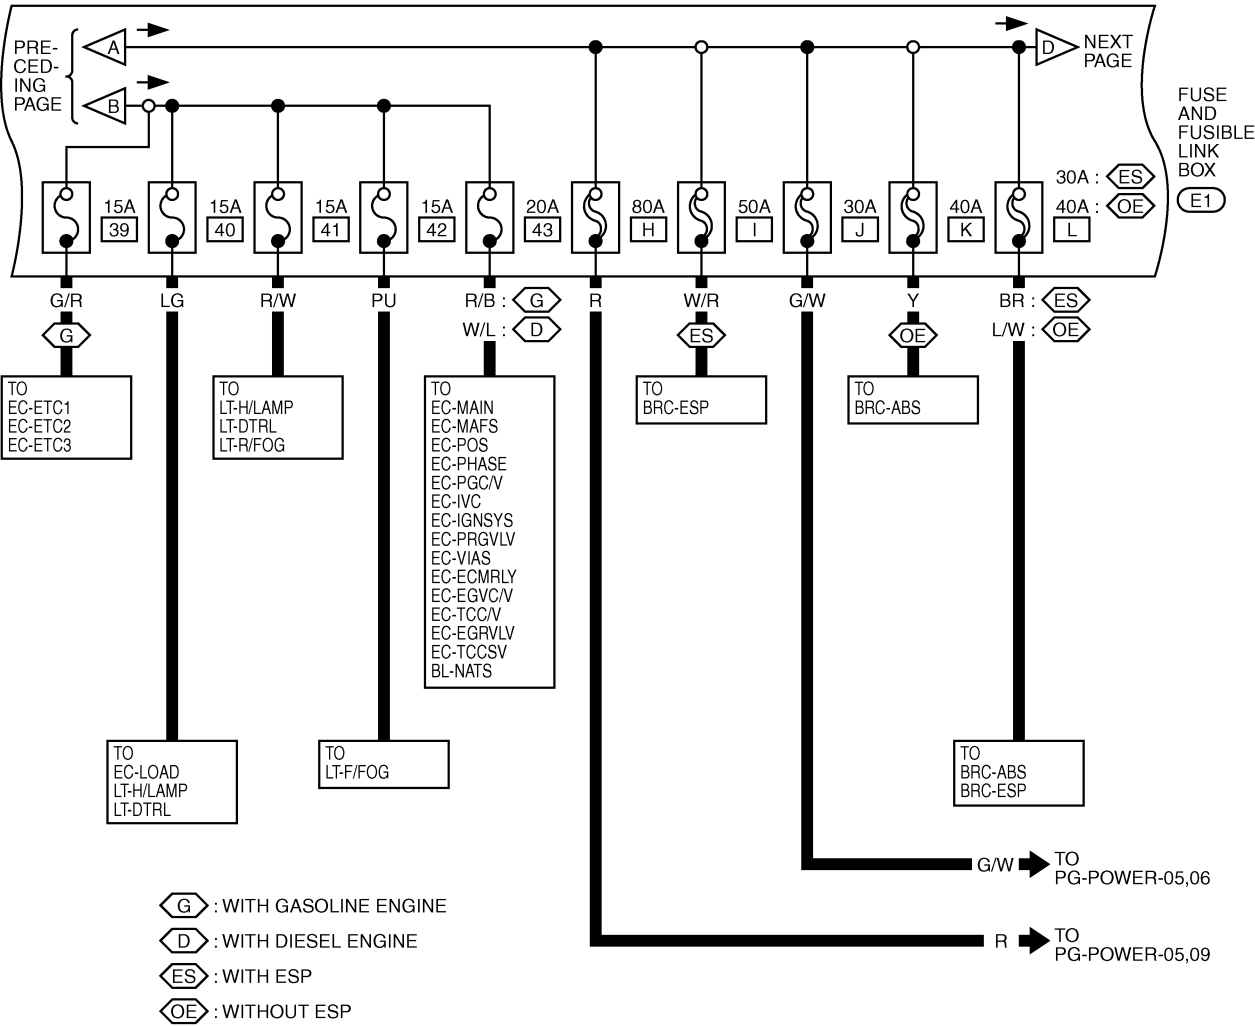 PRE-
CED-
ING
PAGE
A
B
D
NEXT
PAGE
FUSE
AND
FUSIBLE
LINK
BOX
E1
15A
39
15A
40
15A
41
15A
42
20A
43
80A
H
50A
I
30A
J
40A
K
30A : ES
40A : OE
L
G/R
G
LG
R/W
PU
R/B : G
W/L : D
R
W/R
ES
G/W
Y
OE
BR : ES
L/W : OE
TO
EC-ETC1
EC-ETC2
EC-ETC3
TO
LT-H/LAMP
LT-DTRL
LT-R/FOG
TO
EC-MAIN
EC-MAFS
EC-POS
EC-PHASE
EC-PGC/V
EC-IVC
EC-IGNSYS
EC-PRGVLV
EC-VIAS
EC-ECMRLY
EC-EGVC/V
EC-TCC/V
EC-EGRVLV
EC-TCCSV
BL-NATS
TO
BRC-ESP
TO
BRC-ABS
TO
EC-LOAD
LT-H/LAMP
LT-DTRL
TO
LT-F/FOG
TO
BRC-ABS
BRC-ESP
G/W
TO
PG-POWER-05,06
R
TO
PG-POWER-05,09
G : WITH GASOLINE ENGINE
D : WITH DIESEL ENGINE
ES : WITH ESP
OE : WITHOUT ESP